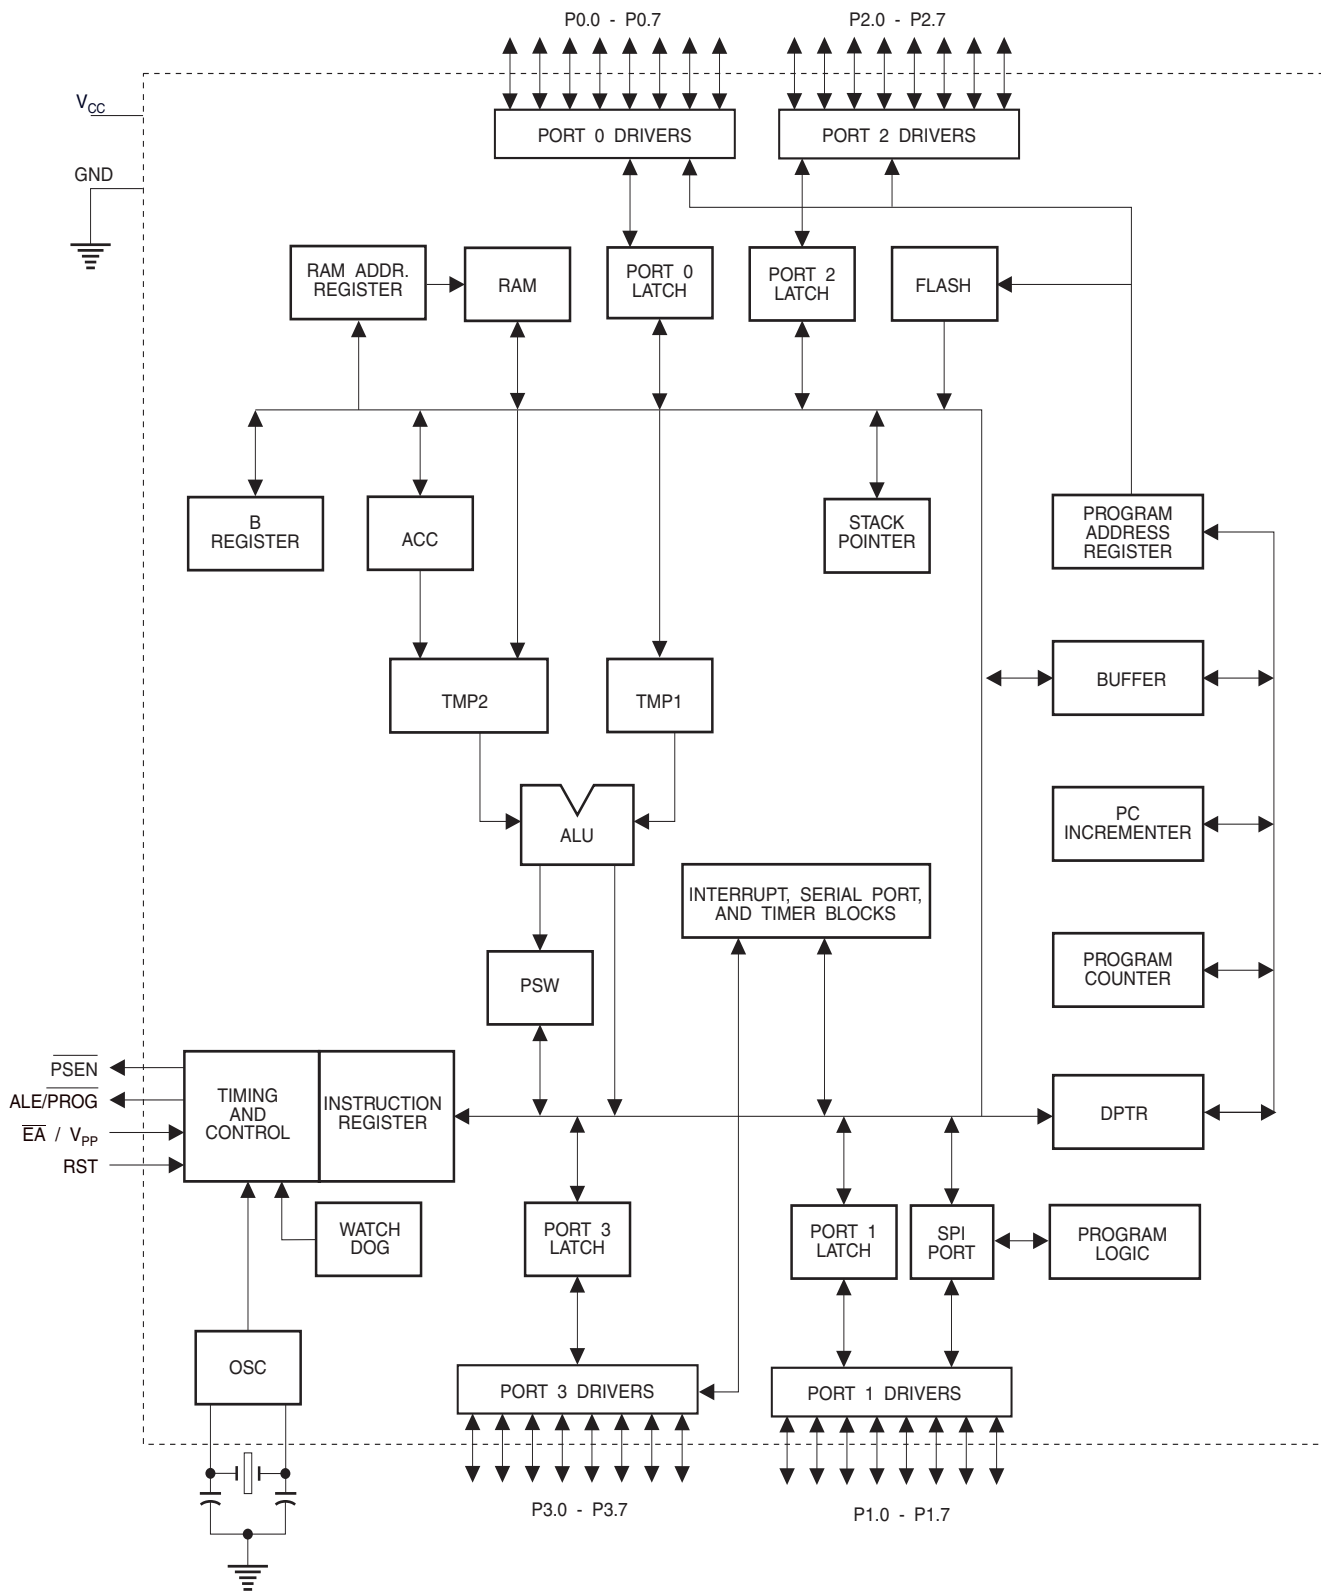 P0.0 - P0.7
P2.0 - P2.7
VCC
PORT 0 DRIVERS
PORT 2 DRIVERS
GND
RAM ADDR.
REGISTER
RAM
PORT 0
LATCH
PORT 2
LATCH
FLASH
B
REGISTER
ACC
STACK
POINTER
PROGRAM
ADDRESS
REGISTER
TMP2
TMP1
BUFFER
ALU
PC
INCREMENTER
INTERRUPT, SERIAL PORT,
AND TIMER BLOCKS
PSW
PROGRAM
COUNTER
PSEN
ALE/PROG
EA / VPP
RST
TIMING
AND
CONTROL
INSTRUCTION
REGISTER
DPTR
WATCH
DOG
PORT 3
LATCH
PORT 1
LATCH
SPI
PORT
PROGRAM
LOGIC
OSC
PORT 3 DRIVERS
PORT 1 DRIVERS
P3.0 - P3.7
P1.0 - P1.7